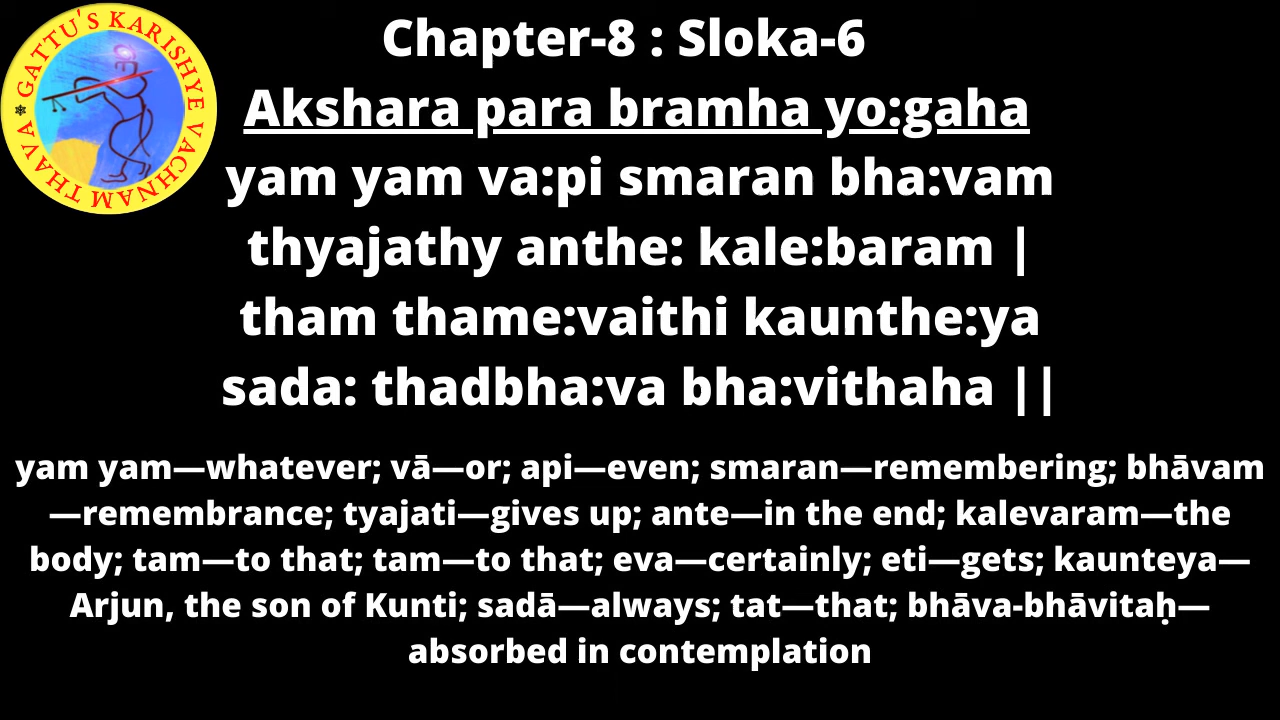 GATTU'S KARISHYE VACHNAM THAVA
Chapter-8 : Sloka-6
Akshara para bramha yo:gaha
yam yam va:pi smaran bha:vam
thyajathy anthe: kale:baram |
tham thame:vaithi kaunthe:ya
sada: thadbha:va bha:vithaha ||
yam yam—whatever; vā—or; api—even; smaran—remembering; bhāvam
—remembrance; tyajati—gives up; ante—in the end; kalevaram—the
body; tam—to that; tam—to that; eva—certainly; eti—gets; kaunteya—
Arjun, the son of Kunti; sadā—always; tat—that; bhāva-bhāvitaḥ—
absorbed in contemplation